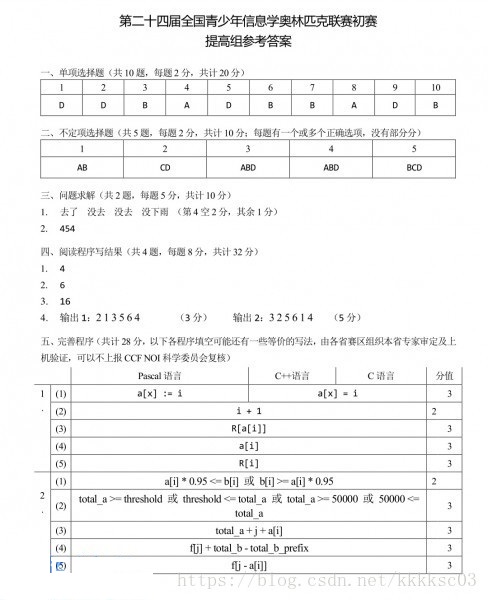 第二十四届全国青少年信息学奥林匹克联赛初赛
提高组参考答案
一、单项选择题（共 10 题，每题 2 分，共计 20 分）
1 2 3 4 5 6 7 8 9 10
D D B A D B B A D B
二、不定项选择题（共 5 题，每题 2 分，共计 10 分；每题有一个或多个正确选项，没有部分分）
1 2 3 4 5
AB CD ABD ABD BCD
三、问题求解（共 2 题，每题 5 分，共计 10 分）
1. 去了 没去 没去 没下雨 （第 4 空 2 分，其余 1 分）
2. 454
四、阅读程序写结果（共 4 题，每题 8 分，共计 32 分）
1. 4
2. 6
3. 16
4. 输出 1：2 1 3 5 6 4 （3 分） 输出 2：3 2 5 6 1 4 （5 分）
五、完善程序（共计 28 分，以下各程序填空可能还有一些等价的写法，由各省赛区组织本省专家审定及上
机验证，可以不上报 CCF NOI 科学委员会复核）
Pascal 语言 C++语言 C 语言 分值
1. (1) a[x] := i a[x] = i 3
(2) i + 1 2
(3) R[a[i]] 3
(4) a[i] 3
(5) R[i] 3
2. (1) a[i] * 0.95 <= b[i] 或 b[i] >= a[i] * 0.95 2
(2) total_a >= threshold 或 threshold <= total_a 或 total_a >= 50000 或 50000 <=
total_a 3
(3) total_a + j + a[i] 3
(4) f[j] + total_b - total_b_prefix 3
(5) f[j - a[i]] 3
https://blog.csdn.net/kkkksc03